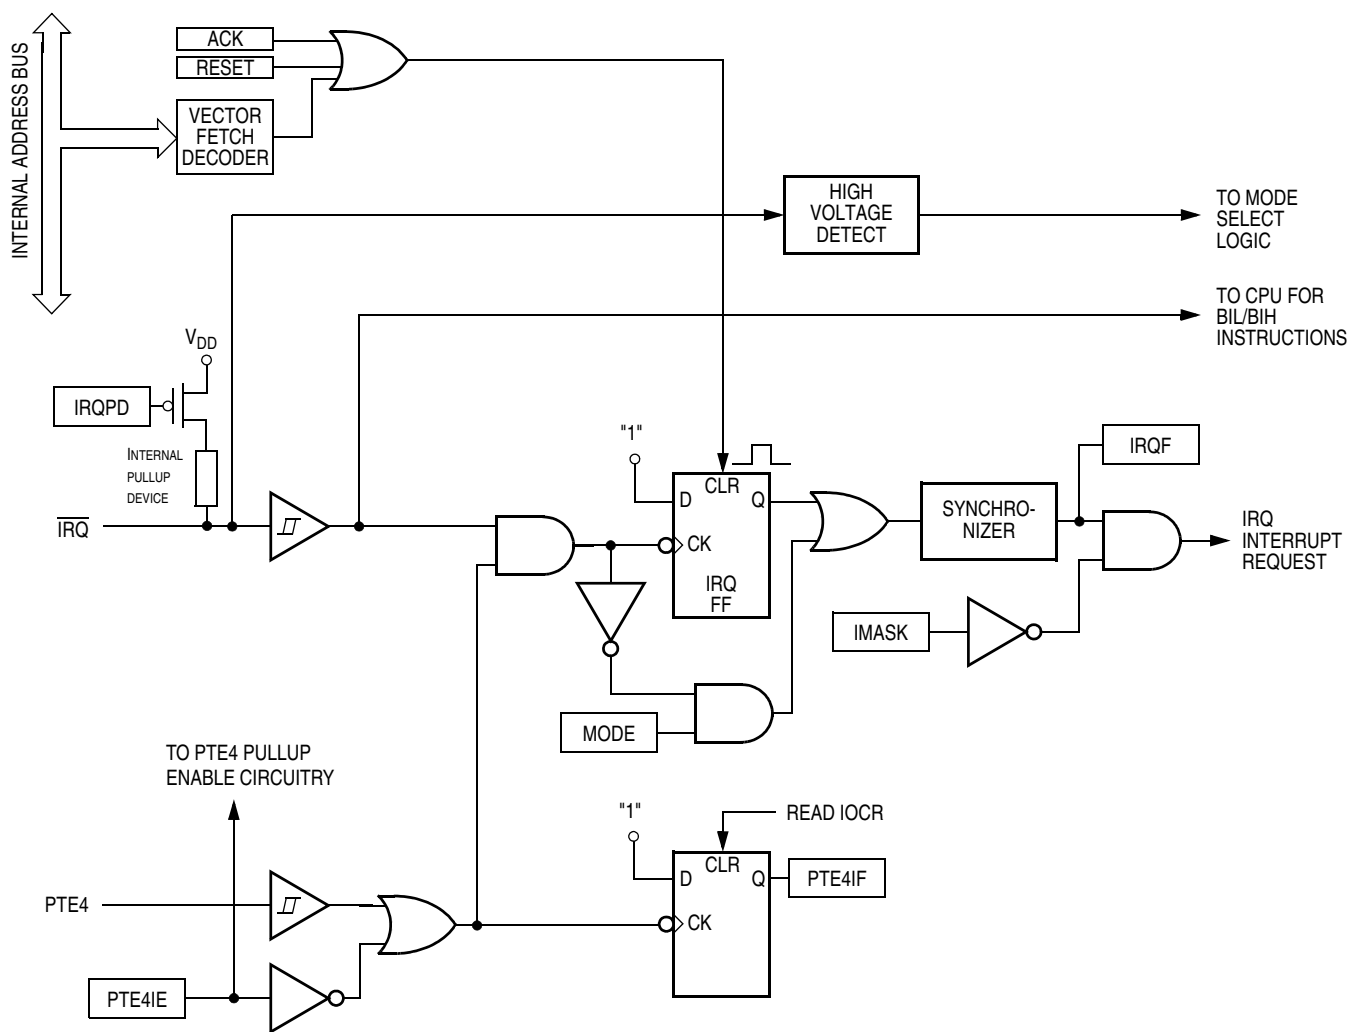 INTERNAL ADDRESS BUS
ACK
RESET
VECTOR
FETCH
DECODER
HIGH
VOLTAGE
DETECT
TO MODE
SELECT
LOGIC
TO CPU FOR
BIL/BIH
INSTRUCTIONS
VDD
IRQPD
INTERNAL
PULLUP
DEVICE
IRQ
"1"
D
CLR
Q
CK
IRQ
FF
SYNCHRO-
NIZER
IRQF
IRQ
INTERRUPT
REQUEST
IMASK
MODE
TO PTE4 PULLUP
ENABLE CIRCUITRY
"1"
READ IOCR
D
CLR
Q
CK
PTE4IF
PTE4
PTE4IE